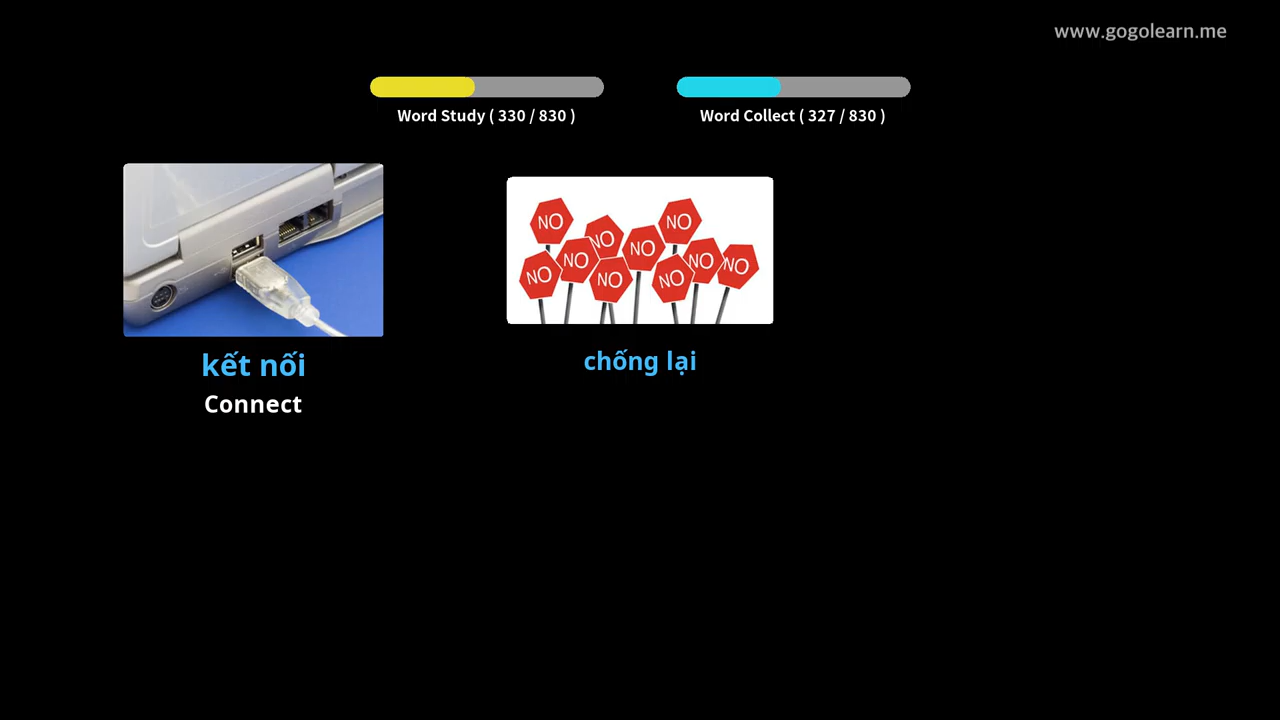 www.gogolearn.me
Word Study ( 330 / 830 )
Word Collect ( 327 / 830 )
NO
NO
NO
NO
NO
NO
NO
NO
NO
NO
kết nối
Connect
chống lại